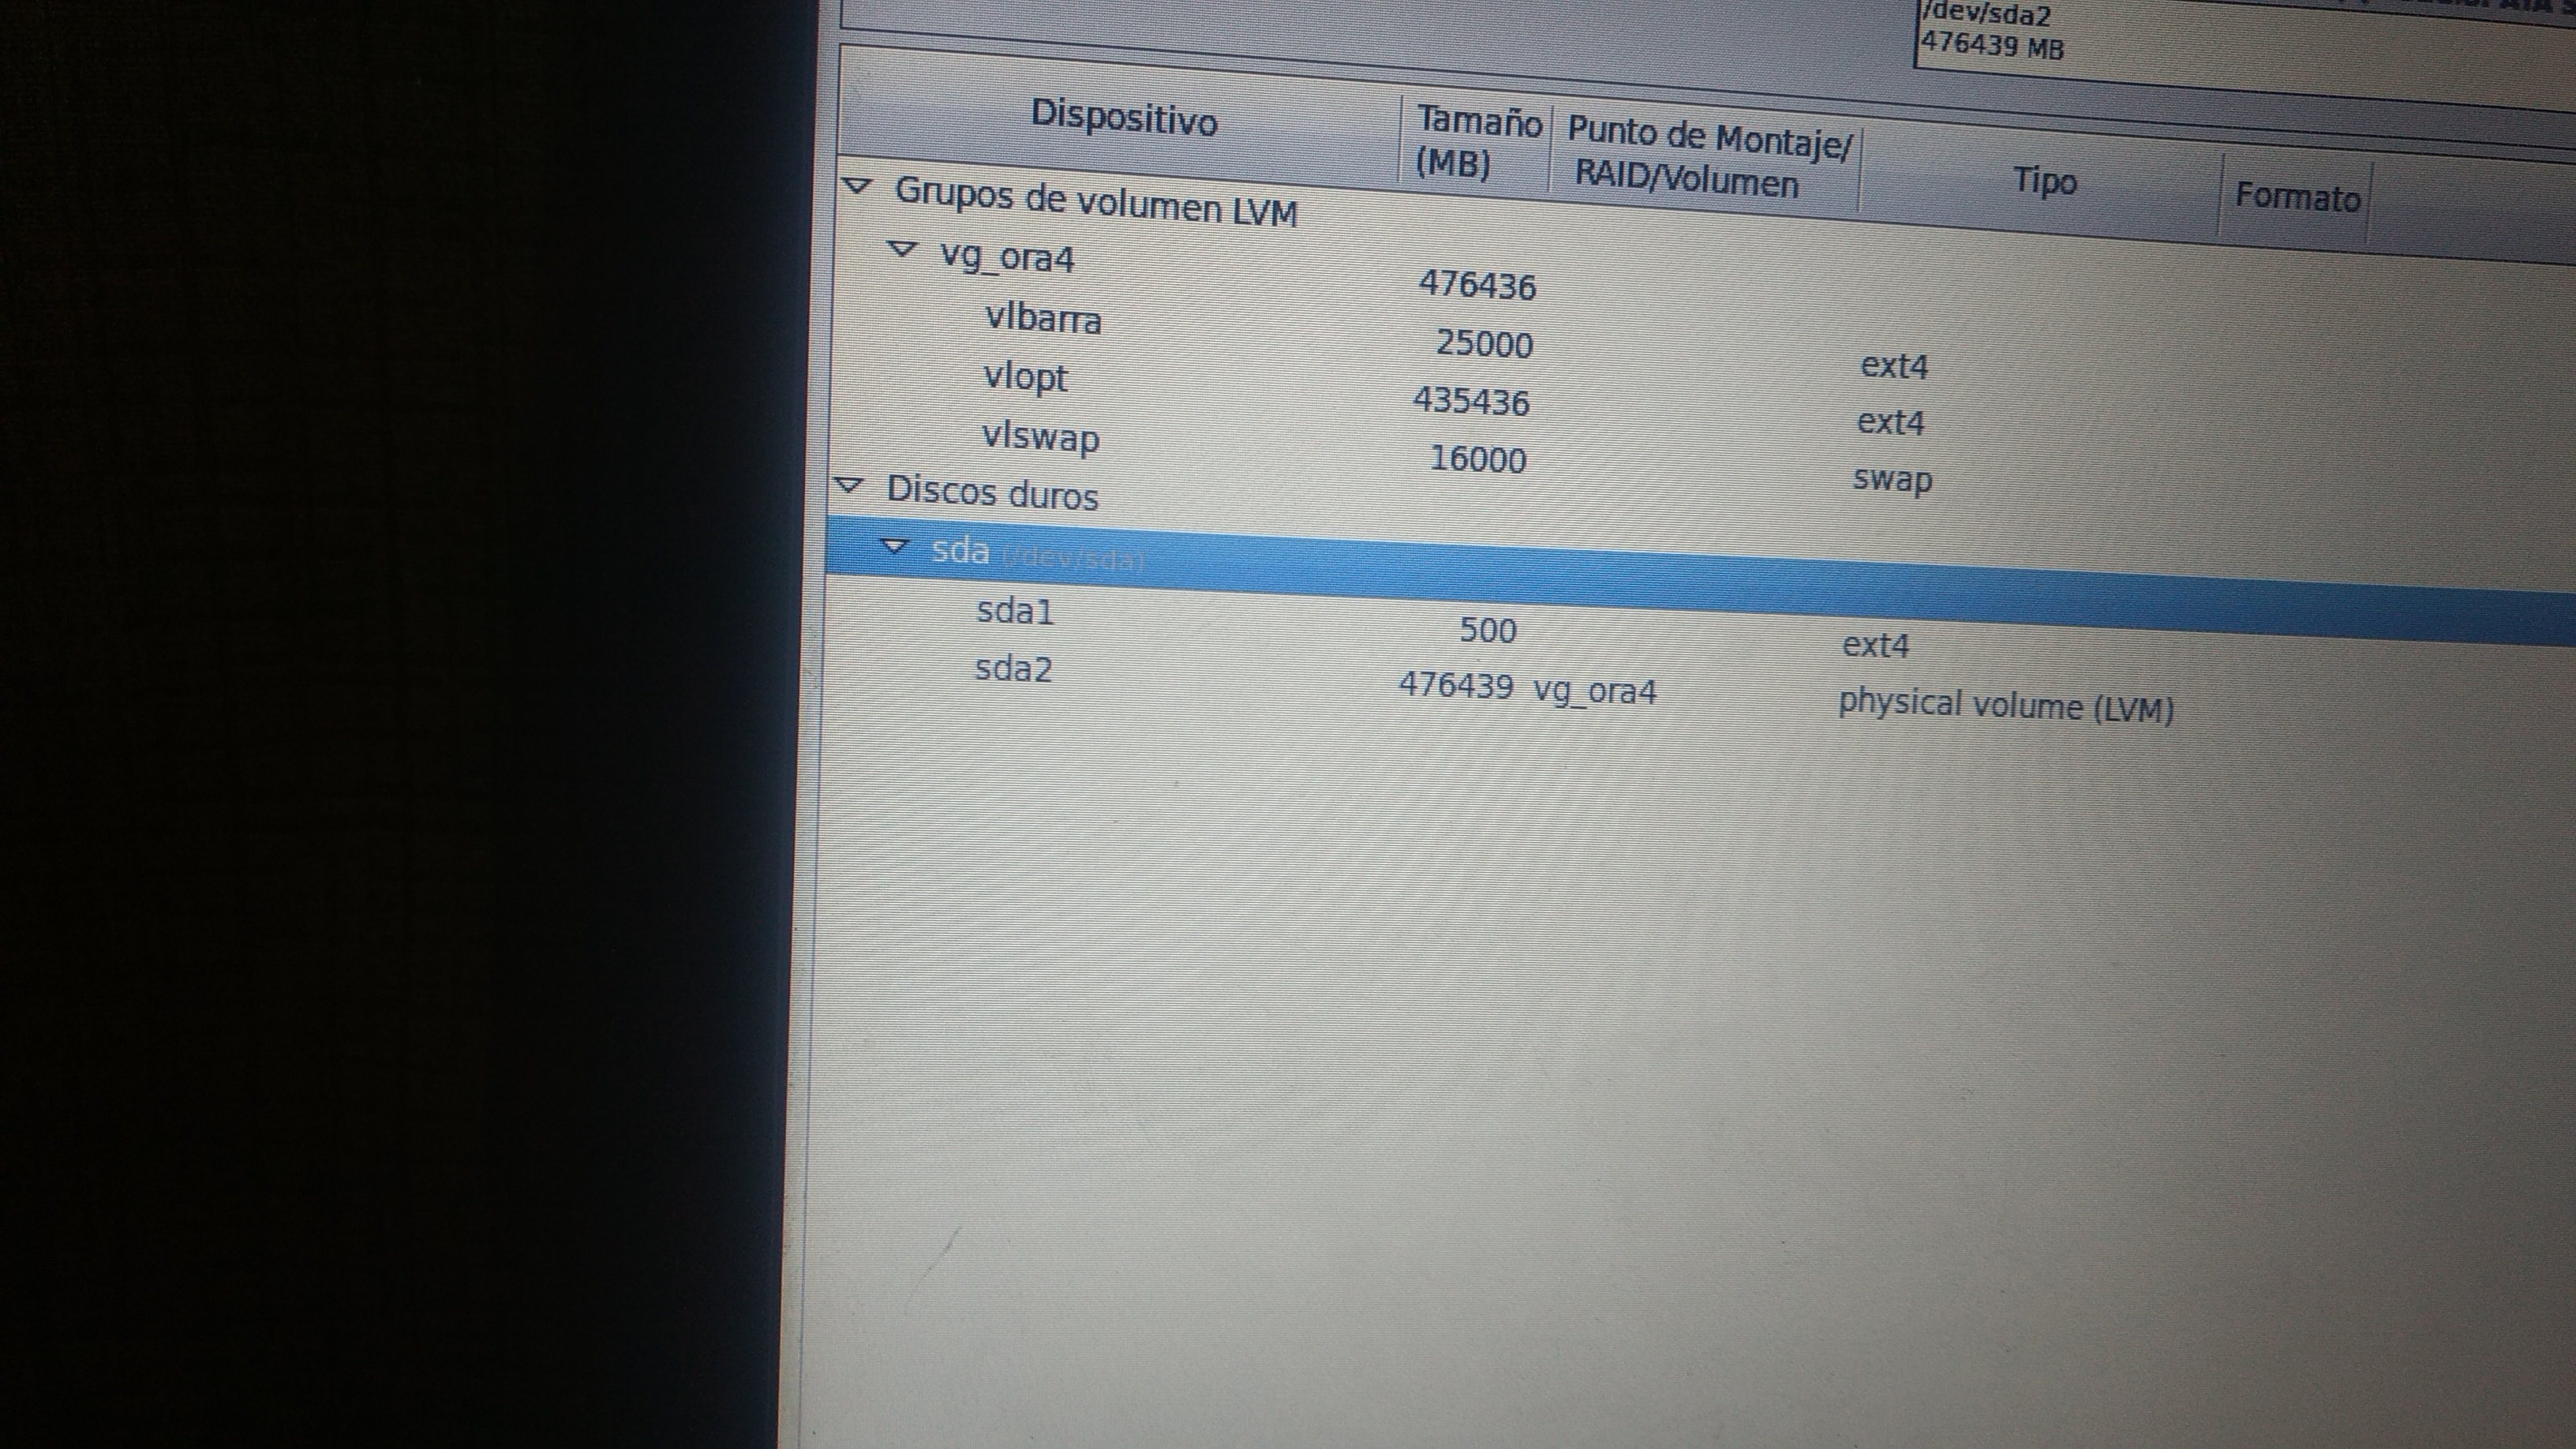 /dev/sda2
476439 MB
Dispositivo Tamaño (MB) Punto de Montaje/ RAID/Volumen Tipo Formato
Grupos de volumen LVM
vg_ora4 476436
vlbarra 25000 ext4
vlopt 435436 ext4
vlswap 16000 swap
Discos duros
sda (/dev/sda)
sda1 500 ext4
sda2 476439 vg_ora4 physical volume (LVM)